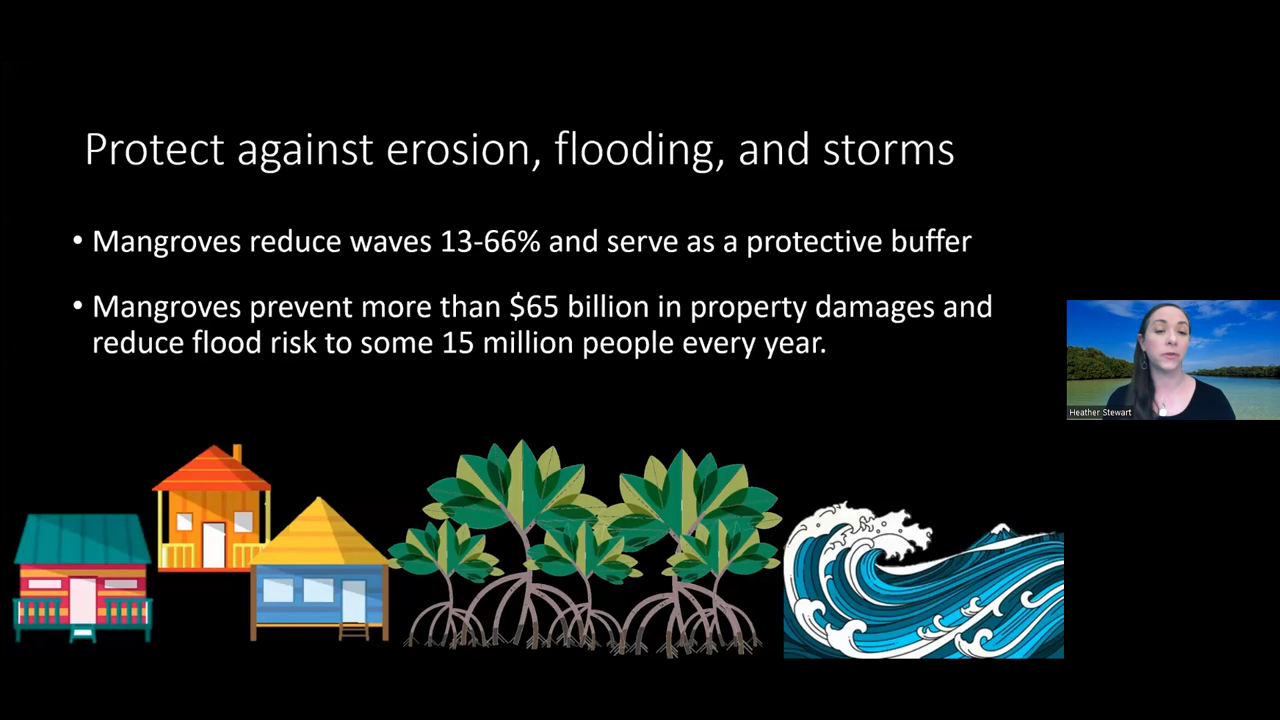 Protect against erosion, flooding, and storms
• Mangroves reduce waves 13-66% and serve as a protective buffer
• Mangroves prevent more than $65 billion in property damages and
reduce flood risk to some 15 million people every year.
Heather Stewart